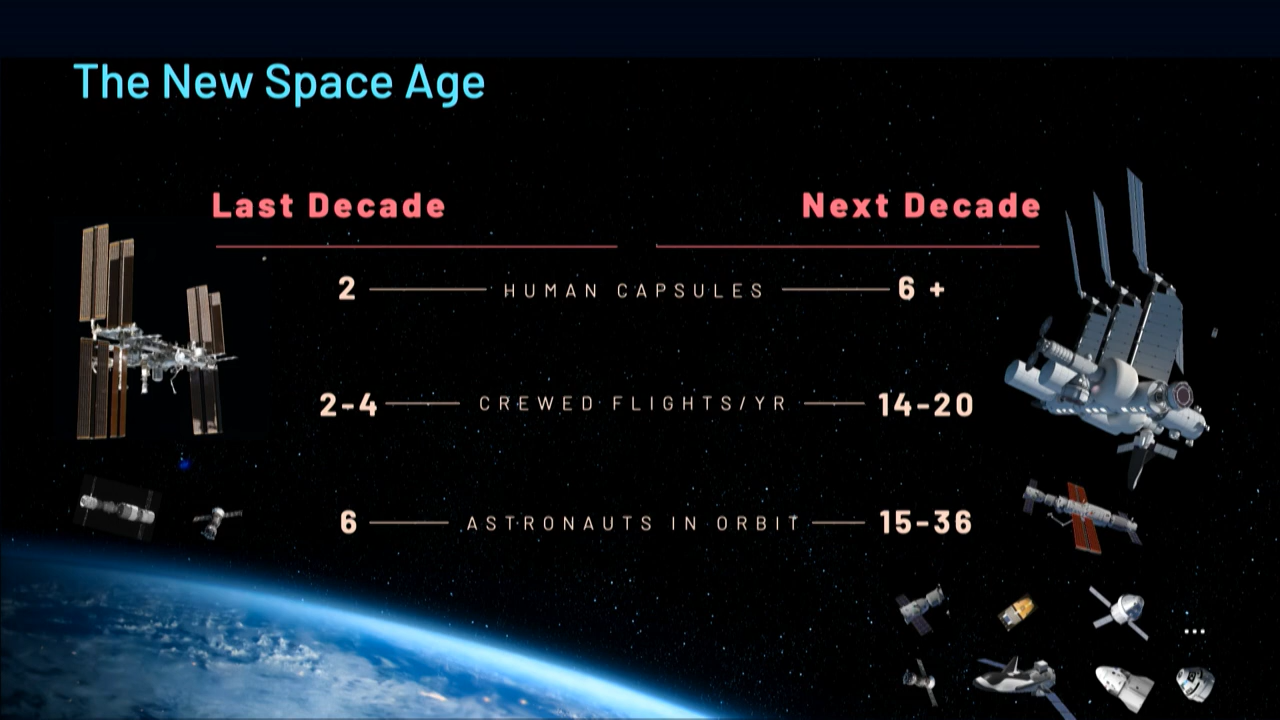 The New Space Age
Last Decade Next Decade
2 HUMAN CAPSULES 6 +
2-4 CREWED FLIGHTS/YR 14-20
6 ASTRONAUTS IN ORBIT 15-36
...